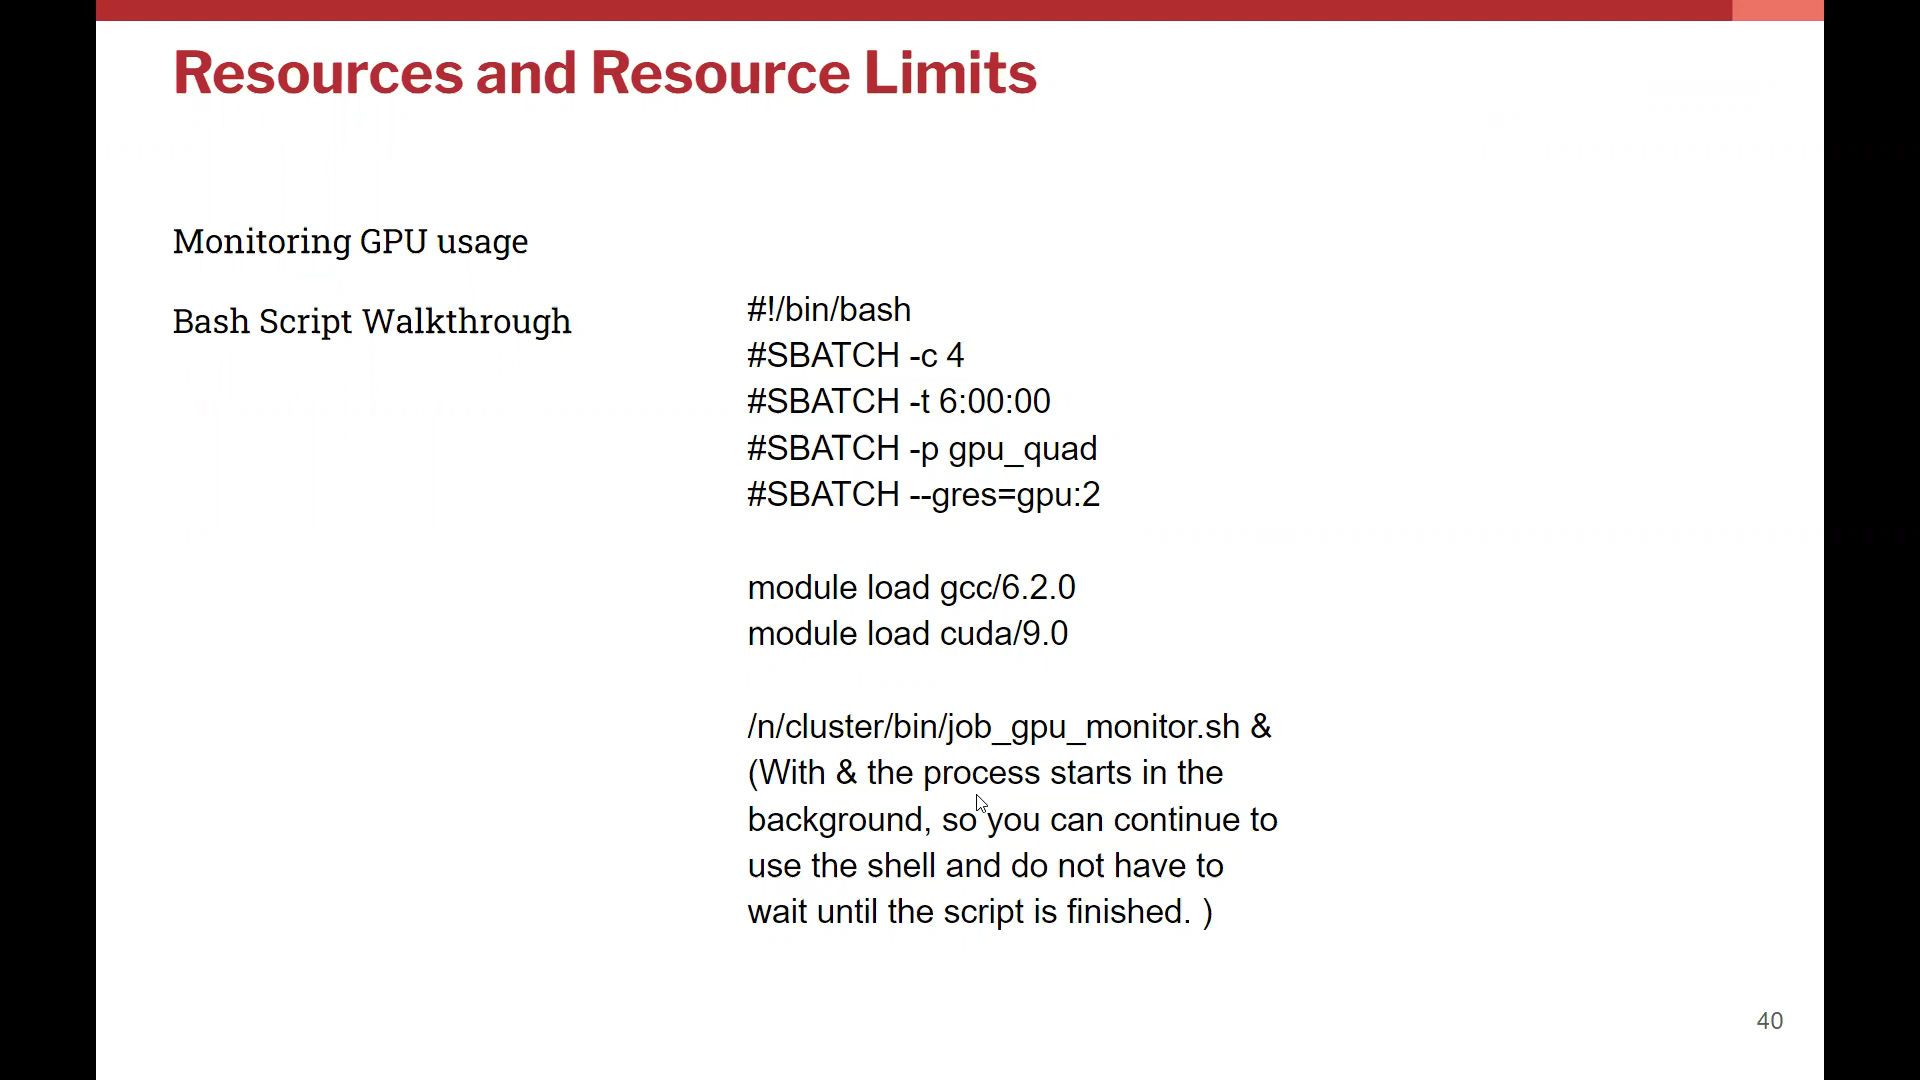 Resources and Resource Limits
Monitoring GPU usage
Bash Script Walkthrough
#!/bin/bash
#SBATCH -c 4
#SBATCH -t 6:00:00
#SBATCH -p gpu_quad
#SBATCH --gres=gpu:2
module load gcc/6.2.0
module load cuda/9.0
/n/cluster/bin/job_gpu_monitor.sh &
(With & the process starts in the
background, so you can continue to
use the shell and do not have to
wait until the script is finished. )
40